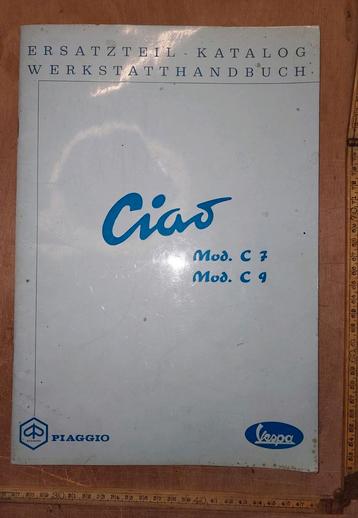 ERSATZTEIL-KATALOG
WERKSTATTHANDBUCH
Ciao
Mod. C 7
Mod. C 9
PIAGGIO
Vespa